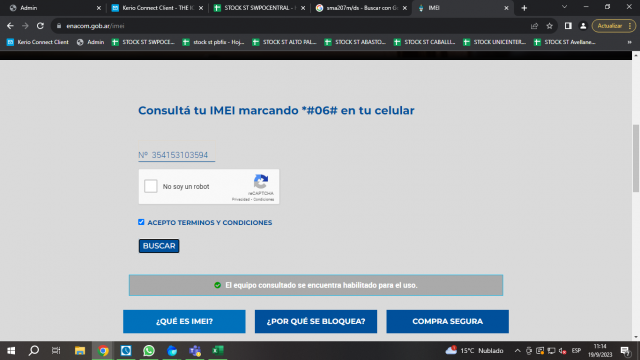 Admin
Kerio Connect Client - THE K
STOCK ST SWPOCENTRAL - H
sma207m/ds - Buscar con G
IMEI
enacom.gob.ar/imei
Actualizar
Kerio Connect Client
Admin
STOCK ST SWPOCE...
stock st pbfix - Hoj...
STOCK ST ALTO PAL...
STOCK ST ABASTO...
STOCK ST CABALLI...
STOCK UNICENTER...
STOCK ST Avellane...
Consultá tu IMEI marcando *#06# en tu celular
Nº 354153103594
No soy un robot
reCAPTCHA
Privacidad - Condiciones
ACEPTO TERMINOS Y CONDICIONES
BUSCAR
El equipo consultado se encuentra habilitado para el uso.
¿QUÉ ES IMEI?
¿POR QUÉ SE BLOQUEA?
COMPRA SEGURA
15°C Nublado
ESP
11:14
19/9/2023